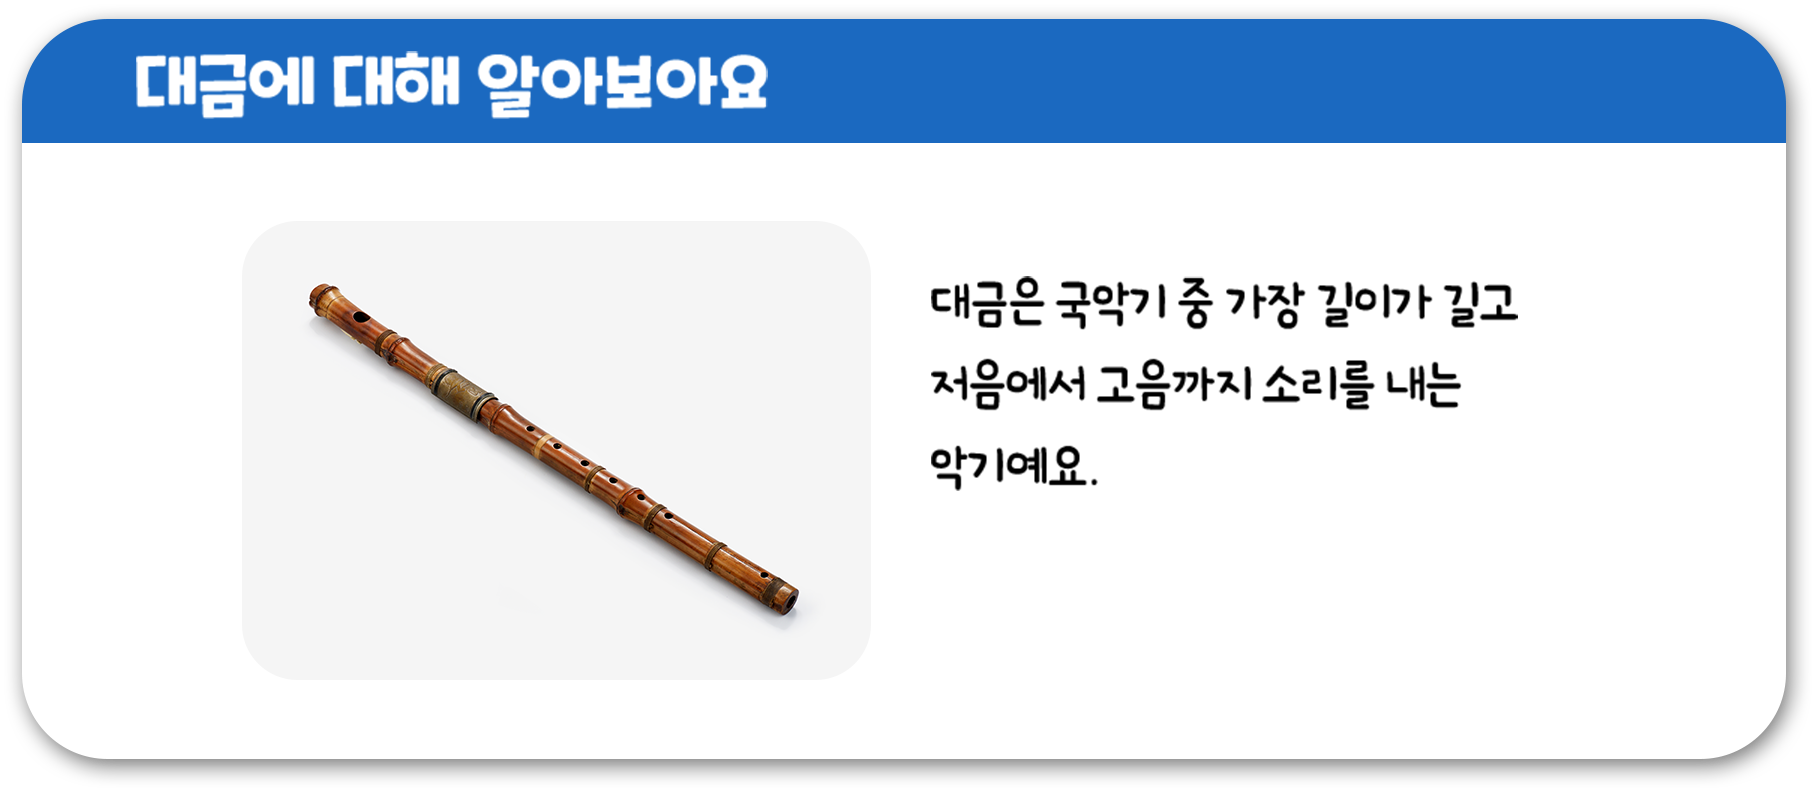 대금에 대해 알아보아요
대금은 국악기 중 가장 길이가 길고
저음에서 고음까지 소리를 내는
악기예요.